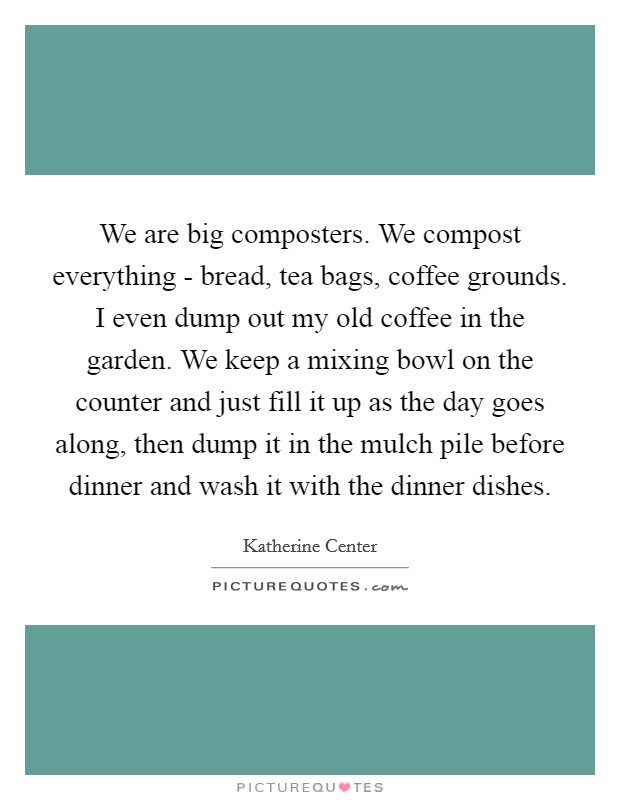 We are big composters. We compost
everything - bread, tea bags, coffee grounds.
I even dump out my old coffee in the
garden. We keep a mixing bowl on the
counter and just fill it up as the day goes
along, then dump it in the mulch pile before
dinner and wash it with the dinner dishes.
Katherine Center
PICTUREQUOTES.com
PICTUREQU♥TES